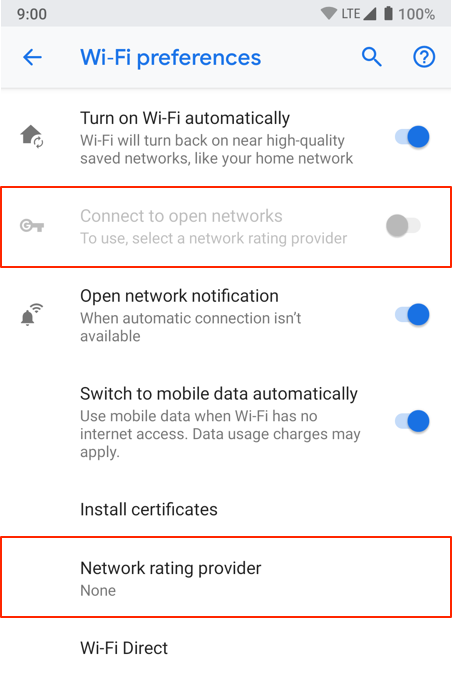 9:00
LTE 100%
Wi-Fi preferences
Turn on Wi-Fi automatically
Wi-Fi will turn back on near high-quality
saved networks, like your home network
Connect to open networks
To use, select a network rating provider
Open network notification
When automatic connection isn't
available
Switch to mobile data automatically
Use mobile data when Wi-Fi has no
internet access. Data usage charges may
apply.
Install certificates
Network rating provider
None
Wi-Fi Direct